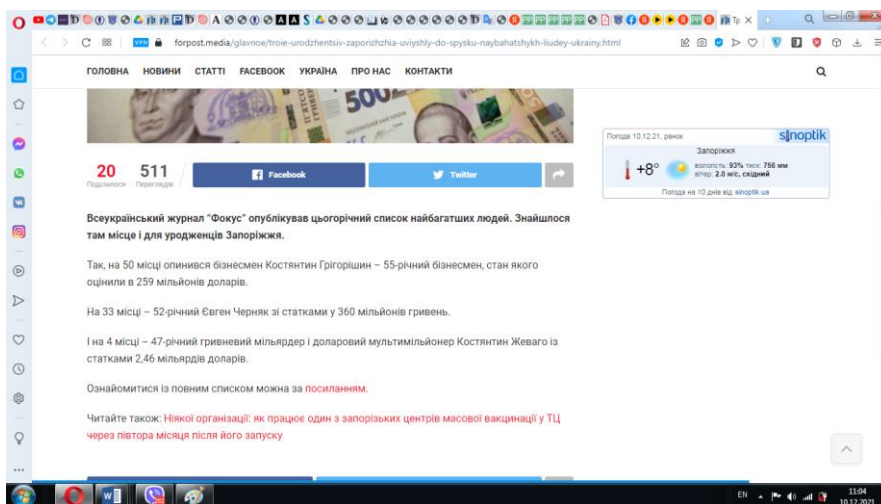 Тр
VPN forpost.media/glavnoe/troie-urodzhentsiv-zaporizhzhia-uviyshly-do-spysku-naybahatshykh-liudey-ukrainy.html
ГОЛОВНА НОВИНИ СТАТТІ FACEBOOK УКРАЇНА ПРО НАС КОНТАКТИ
500
Погода 10.12.21, ранок sinoptik
Запоріжжя
+8° вологість: 93% тиск: 756 мм
вітер: 2.0 м/с, східний
Погода на 10 днів від sinoptik.ua
20 511 Facebook Twitter
Поділилося Переглядів
Всеукраїнський журнал “Фокус” опублікував цьогорічний список найбагатших людей. Знайшлося
там місце і для уродженців Запоріжжя.
Так, на 50 місці опинився бізнесмен Костянтин Грігорішин – 55-річний бізнесмен, стан якого
оцінили в 259 мільйонів доларів.
На 33 місці – 52-річний Євген Черняк зі статками у 360 мільйонів гривень.
І на 4 місці – 47-річний гривневий мільярдер і доларовий мультимільйонер Костянтин Жеваго із
статками 2,46 мільярдів доларів.
Ознайомитися із повним списком можна за посиланням.
Читайте також: Ніякої організації: як працює один з запорізьких центрів масової вакцинації у ТЦ
через півтора місяця після його запуску
EN 11:04
10.12.2021